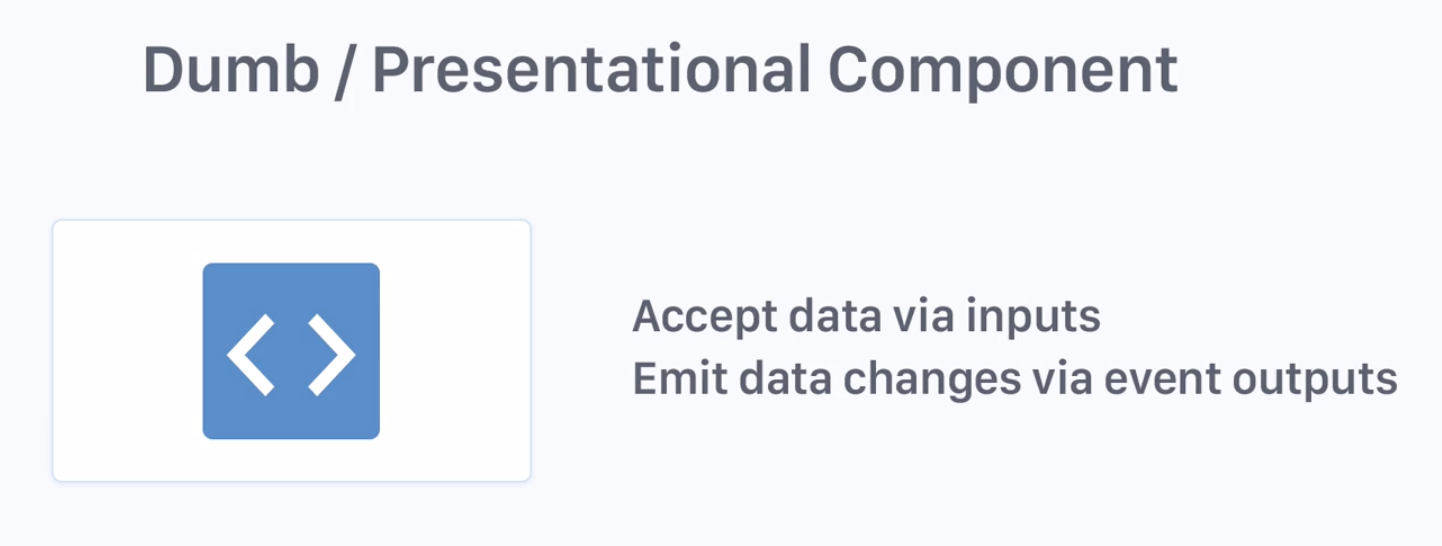 Dumb / Presentational Component
Accept data via inputs
Emit data changes via event outputs